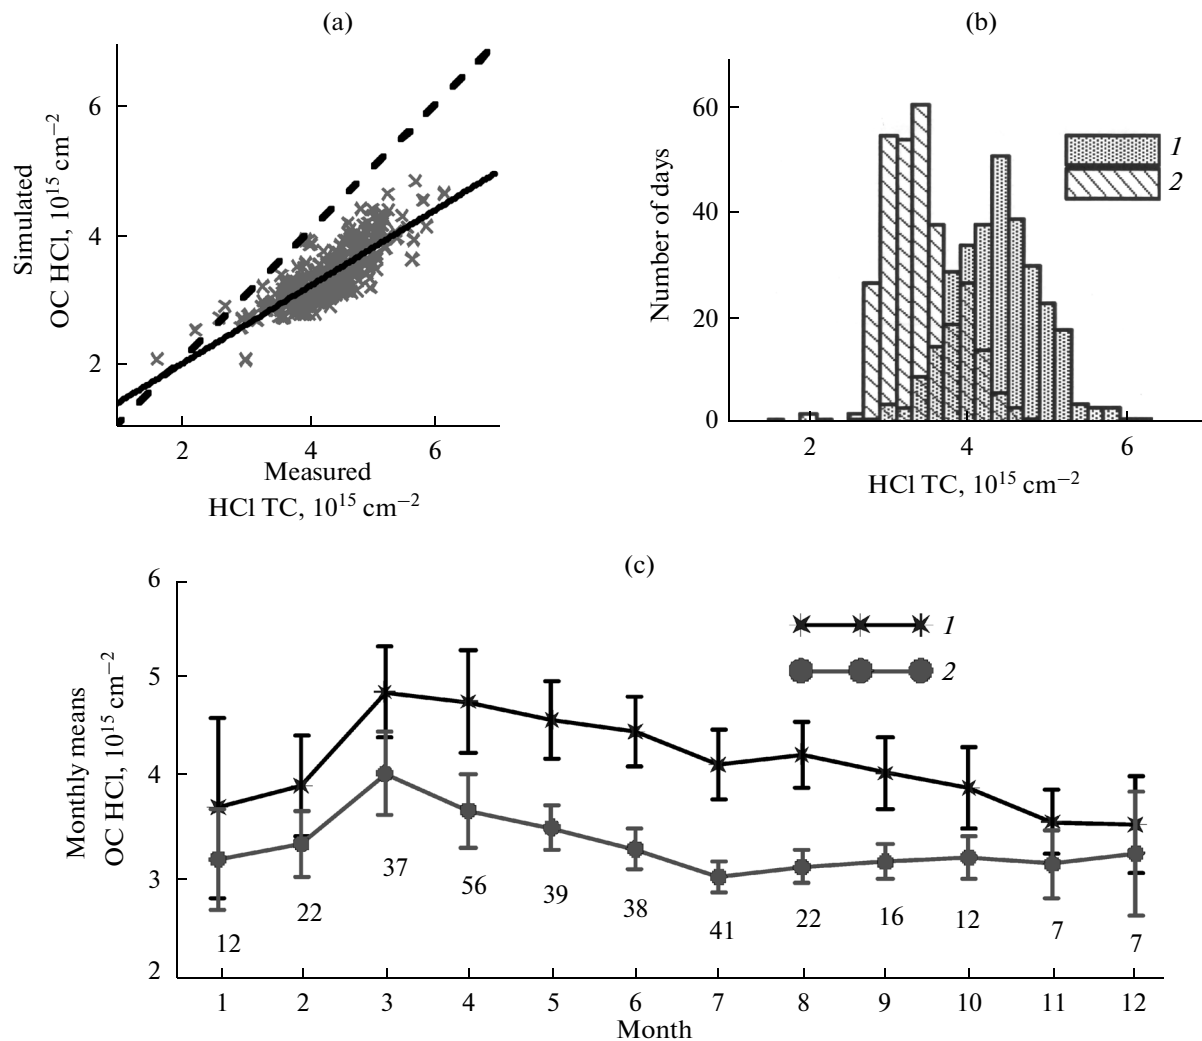 (a)
Simulated
OC HCl, 10¹⁵ cm⁻²
6
4
2
2 4 6
Measured
HCl TC, 10¹⁵ cm⁻²
(b)
Number of days
60
40
20
0
2 4 6
HCl TC, 10¹⁵ cm⁻²
1
2
(c)
Monthly means
OC HCl, 10¹⁵ cm⁻²
6
5
4
3
2
1
2
12 22 37 56 39 38 41 22 16 12 7 7
1 2 3 4 5 6 7 8 9 10 11 12
Month